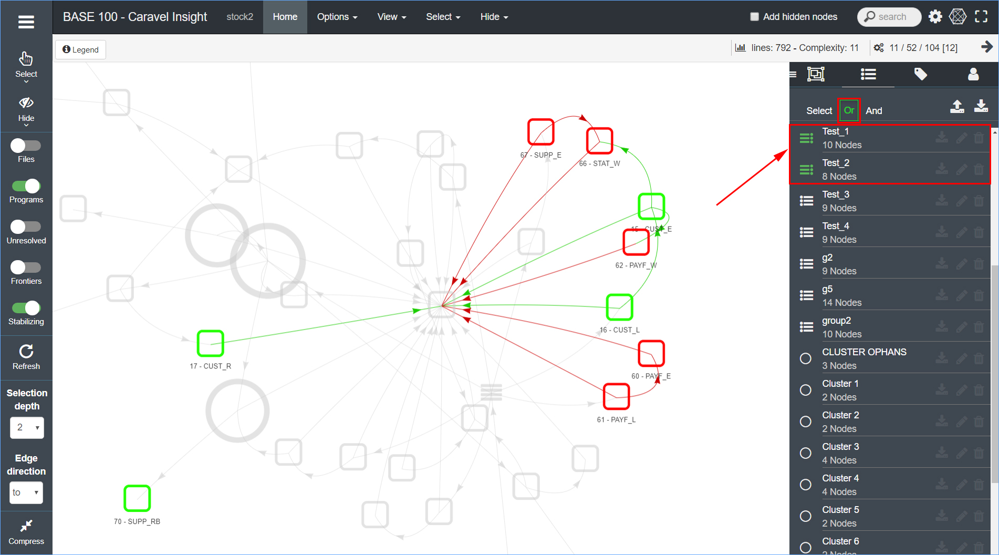 BASE 100 - Caravel Insight
stock2
Home
Options
View
Select
Hide
Add hidden nodes
search
Legend
lines: 792 - Complexity: 11
11 / 52 / 104 [12]
Select
Hide
Files
Programs
Unresolved
Frontiers
Stabilizing
Refresh
Selection
depth
2
Edge
direction
to
Compress
67 - SUPP_E
66 - STAT_W
15 - CUST_E
62 - PAYF_W
16 - CUST_L
17 - CUST_R
60 - PAYF_E
61 - PAYF_L
70 - SUPP_RB
Select
Or
And
Test_1
10 Nodes
Test_2
8 Nodes
Test_3
9 Nodes
Test_4
9 Nodes
g2
9 Nodes
g5
14 Nodes
group2
10 Nodes
CLUSTER OPHANS
3 Nodes
Cluster 1
2 Nodes
Cluster 2
2 Nodes
Cluster 3
4 Nodes
Cluster 4
4 Nodes
Cluster 5
2 Nodes
Cluster 6